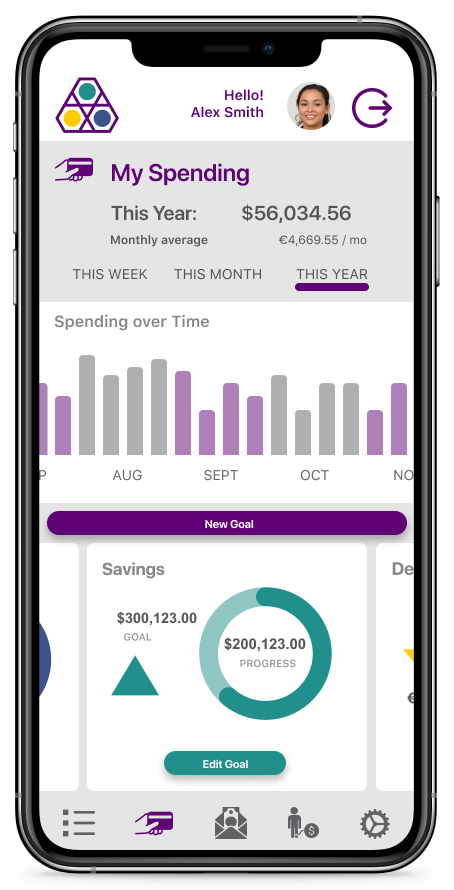 Hello!
Alex Smith
My Spending
This Year: $56,034.56
Monthly average €4,669.55 / mo
THIS WEEK THIS MONTH THIS YEAR
Spending over Time
P AUG SEPT OCT NO
New Goal
Savings
De
$300,123.00
GOAL
$200,123.00
PROGRESS
€
Edit Goal
$